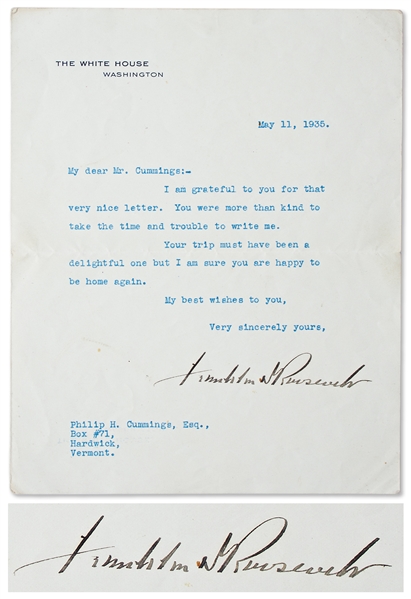 THE WHITE HOUSE
WASHINGTON
May 11, 1935.
My dear Mr. Cummings:-
I am grateful to you for that
very nice letter. You were more than kind to
take the time and trouble to write me.
Your trip must have been a
delightful one but I am sure you are happy to
be home again.
My best wishes to you,
Very sincerely yours,
Franklin D Roosevelt
Philip H. Cummings, Esq.,
Box #71,
Hardwick,
Vermont.
Franklin D Roosevelt